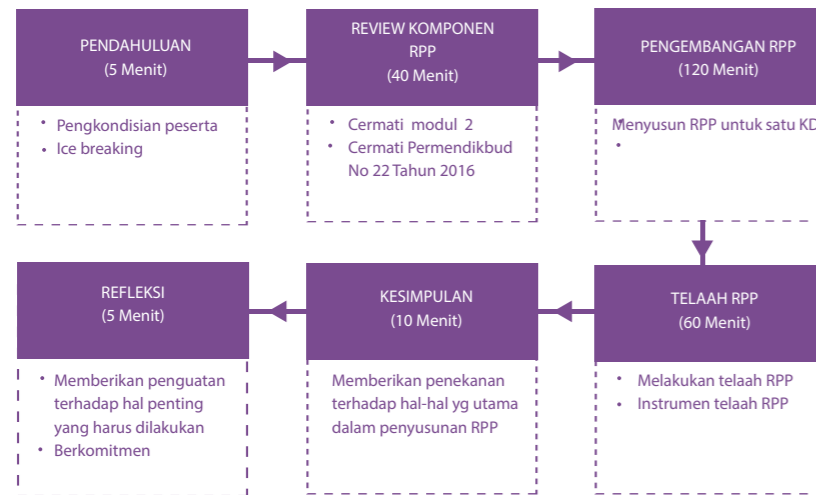 PENDAHULUAN
(5 Menit)
• Pengkondisian peserta
• Ice breaking
REVIEW KOMPONEN
RPP
(40 Menit)
• Cermati modul 2
• Cermati Permendikbud
No 22 Tahun 2016
PENGEMBANGAN RPP
(120 Menit)
• Menyusun RPP untuk satu KD
•
TELAAH RPP
(60 Menit)
• Melakukan telaah RPP
• Instrumen telaah RPP
KESIMPULAN
(10 Menit)
Memberikan penekanan
terhadap hal-hal yg utama
dalam penyusunan RPP
REFLEKSI
(5 Menit)
• Memberikan penguatan
terhadap hal penting
yang harus dilakukan
• Berkomitmen